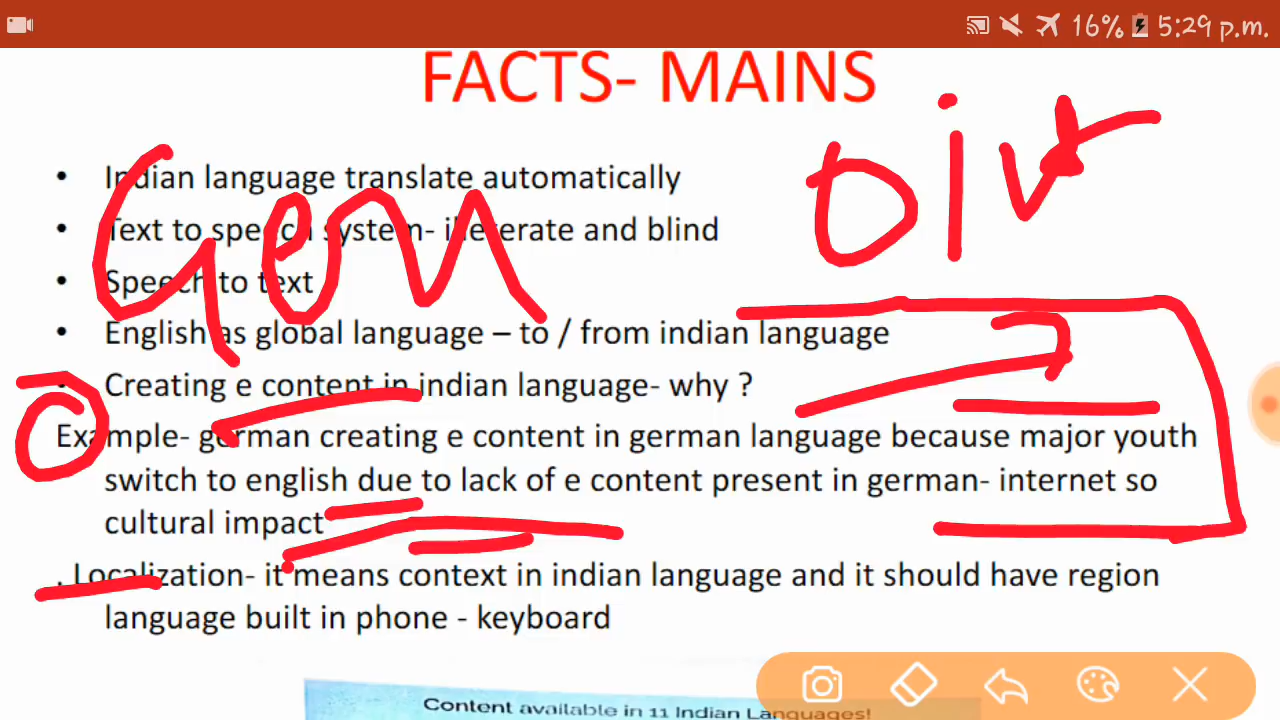 16% 5:29 p.m.
FACTS- MAINS
• Indian language translate automatically
• Text to speech system- illeterate and blind
• Speech to text
• English as global language – to / from indian language
• Creating e content in indian language- why ?
Example- german creating e content in german language because major youth
switch to english due to lack of e content present in german- internet so
cultural impact
. Localization- it means context in indian language and it should have region
language built in phone - keyboard
Content available in 11 Indian Languages!